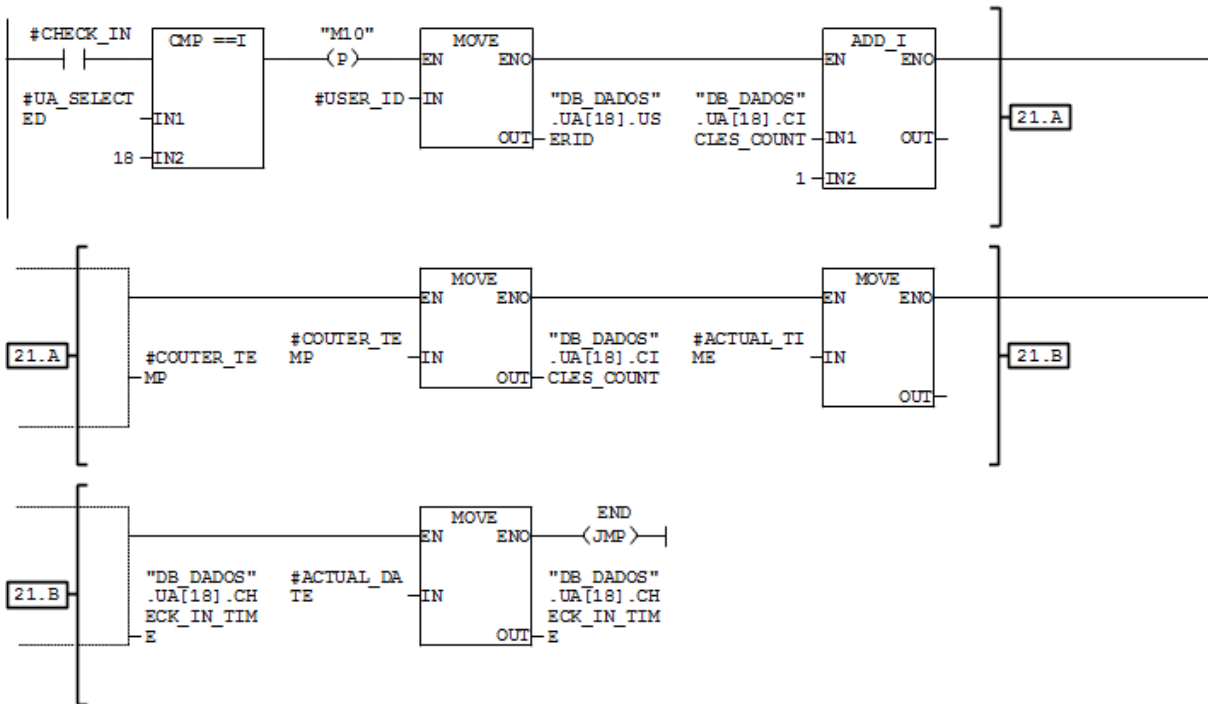 #CHECK_IN
CMP ==I
"M10"
(P)
MOVE
ADD_I
EN ENO
EN ENO
#UA_SELECT
ED
IN1
18
IN2
#USER_ID
IN
OUT
"DB_DADOS"
.UA[18].US
ERID
"DB_DADOS"
.UA[18].CI
CLES_COUNT
IN1
OUT
1
IN2
21.A
21.A
#COUTER_TE
MP
MOVE
EN ENO
#COUTER_TE
MP
IN
OUT
"DB_DADOS"
.UA[18].CI
CLES_COUNT
MOVE
EN ENO
#ACTUAL_TI
ME
IN
OUT
21.B
21.B
"DB_DADOS"
.UA[18].CH
ECK_IN_TIM
E
MOVE
EN ENO
#ACTUAL_DA
TE
IN
OUT
END
(JMP)
"DB_DADOS"
.UA[18].CH
ECK_IN_TIM
E